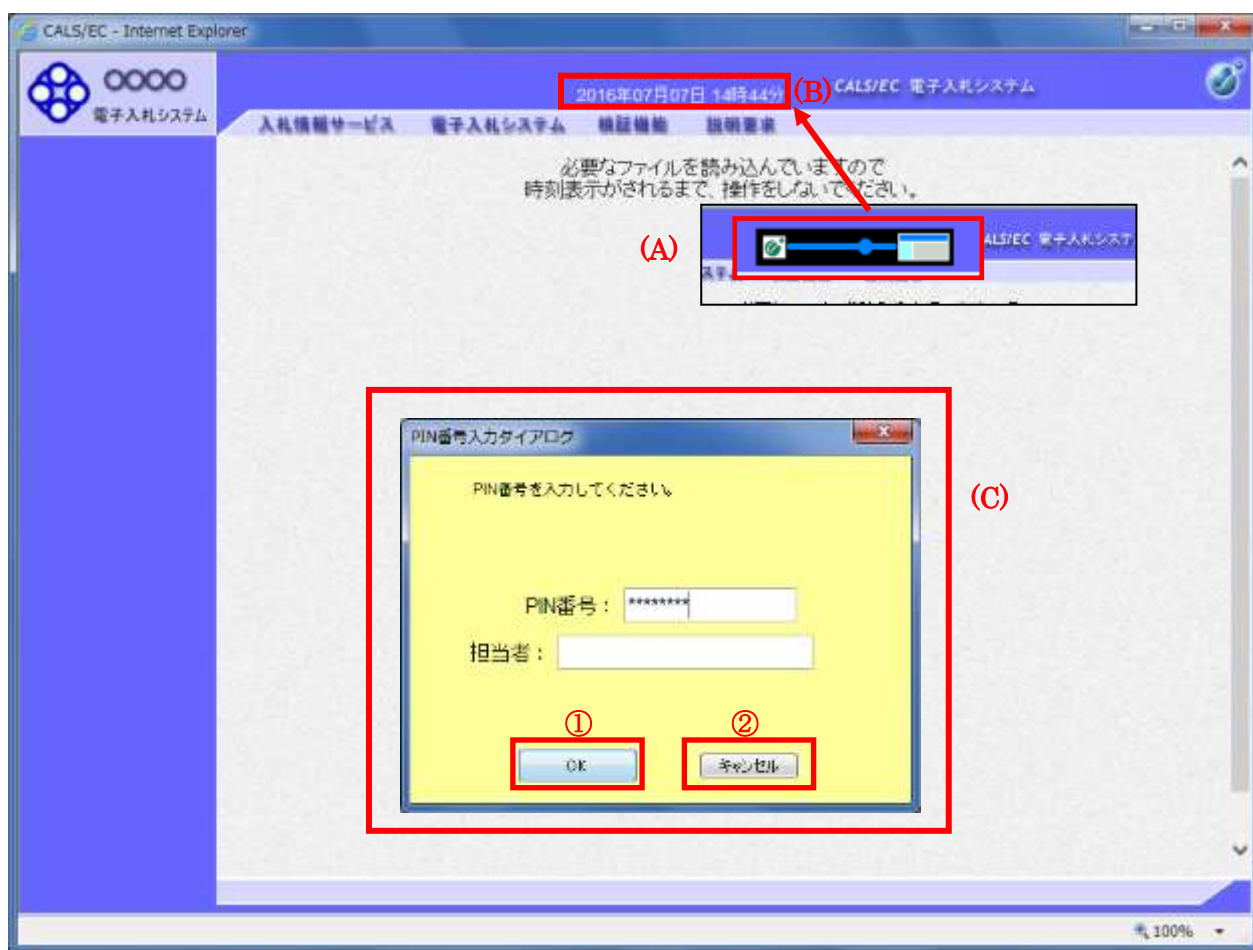 CALS/EC - Internet Explorer
○○○○
電子入札システム
2016年07月07日 14時44分
(B)
CALS/EC 電子入札システム
入札情報サービス 電子入札システム 検証機能 説明要求
必要なファイルを読み込んでいますので
時刻表示がされるまで、操作をしないでください。
(A)
ALS/EC 電子入札システ
PIN番号入力ダイアログ
PIN番号を入力してください。
(C)
PIN番号： ********
担当者：
① ②
OK キャンセル
100%